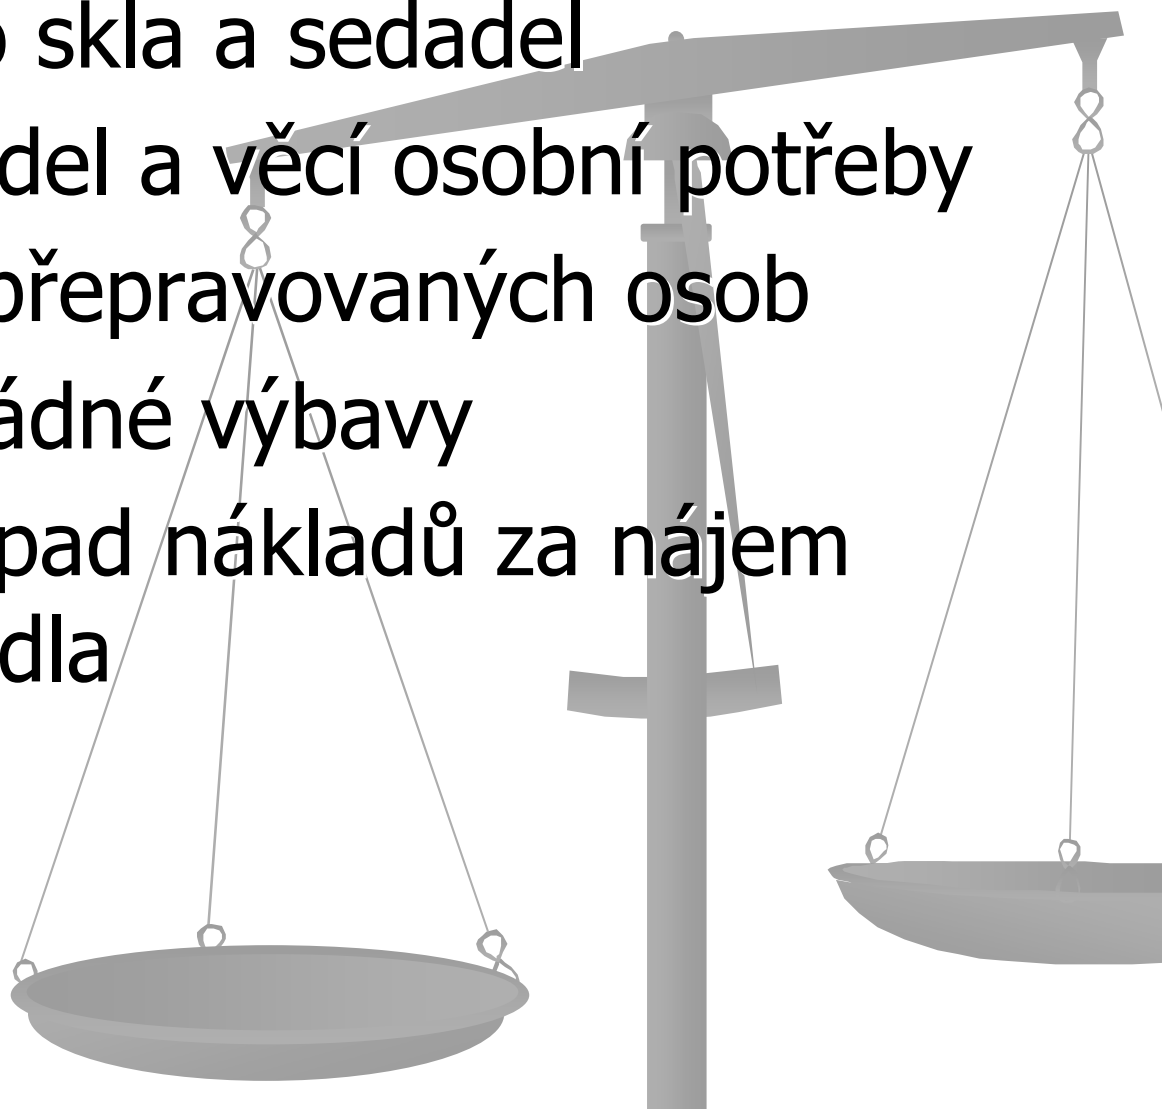 skla a sedadel
del a věcí osobní potřeby
přepravovaných osob
ádné výbavy
pad nákladů za nájem
dla